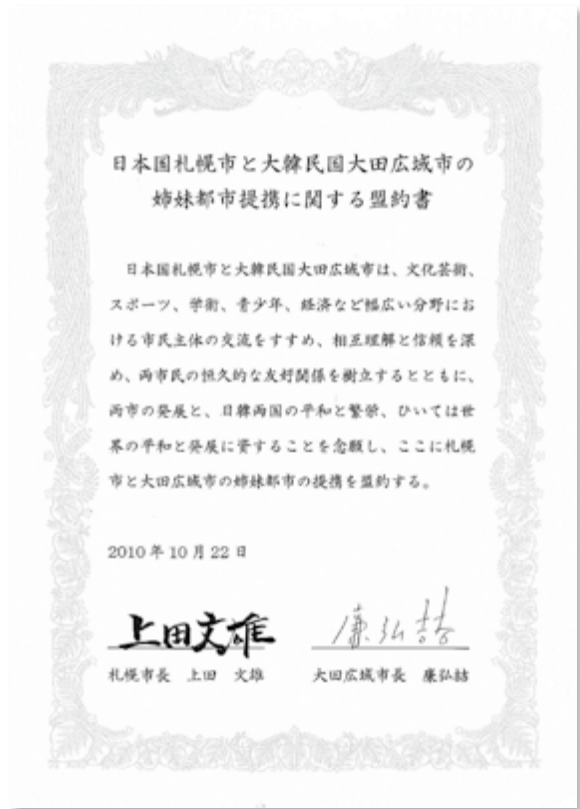 日本国札幌市と大韓民国大田広域市の
姉妹都市提携に関する盟約書
日本国札幌市と大韓民国大田広域市は、文化芸術、
スポーツ、学術、青少年、経済など幅広い分野にお
ける市民主体の交流をすすめ、相互理解と信頼を深
め、両市民の恒久的な友好関係を樹立するとともに、
両市の発展と、日韓両国の平和と繁栄、ひいては世
界の平和と発展に資することを念願し、ここに札幌
市と大田広域市の姉妹都市の提携を盟約する。
2010年10月22日
上田文雄 廉弘喆
札幌市長 上田 文雄 大田広域市長 廉弘喆